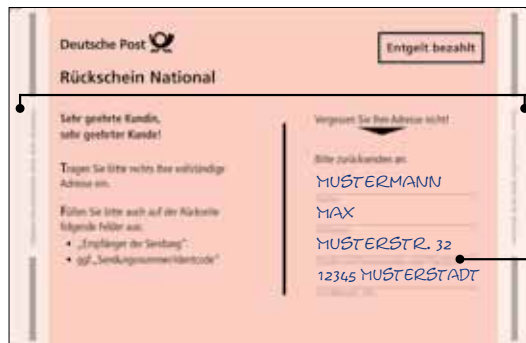 Deutsche Post
Entgelt bezahlt
Rückschein National
Sehr geehrte Kundin,
sehr geehrter Kunde!
Tragen Sie bitte rechts Ihre vollständige
Adresse ein.
Füllen Sie bitte auch auf der Rückseite
folgende Felder aus:
• „Empfänger der Sendung“
• ggf. „Sendungsnummer/Identcode“
Vergessen Sie Ihre Adresse nicht!
Bitte zurücksenden an:
MUSTERMANN
MAX
MUSTERSTR. 32
12345 MUSTERSTADT